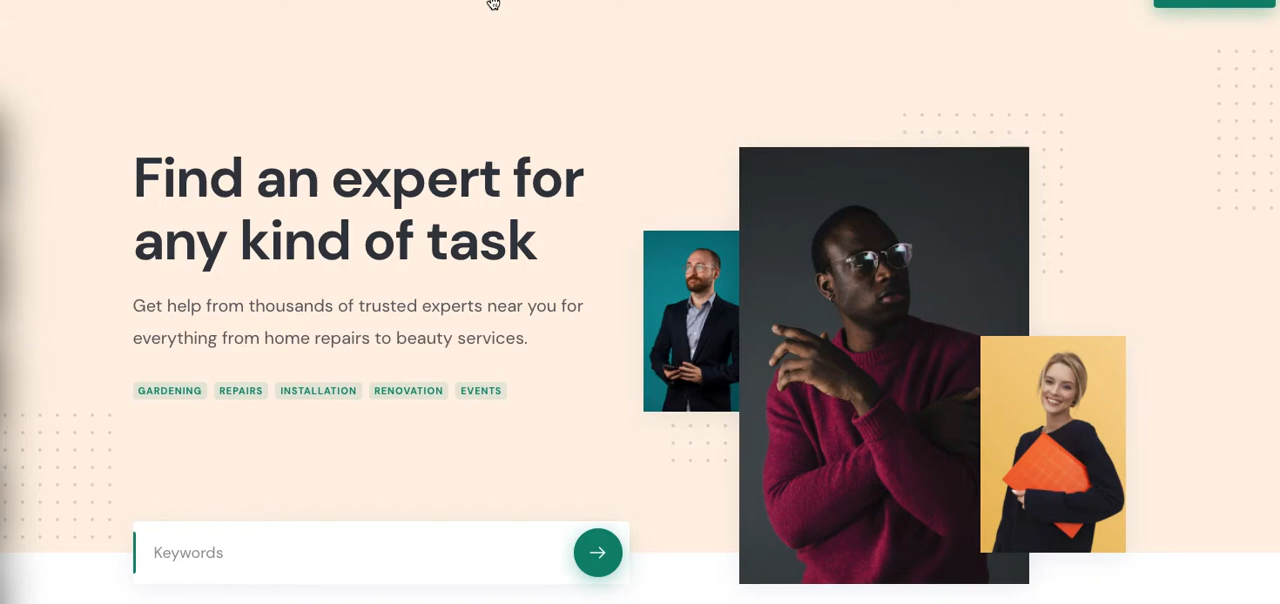 Find an expert for
any kind of task
Get help from thousands of trusted experts near you for
everything from home repairs to beauty services.
GARDENING REPAIRS INSTALLATION RENOVATION EVENTS
Keywords